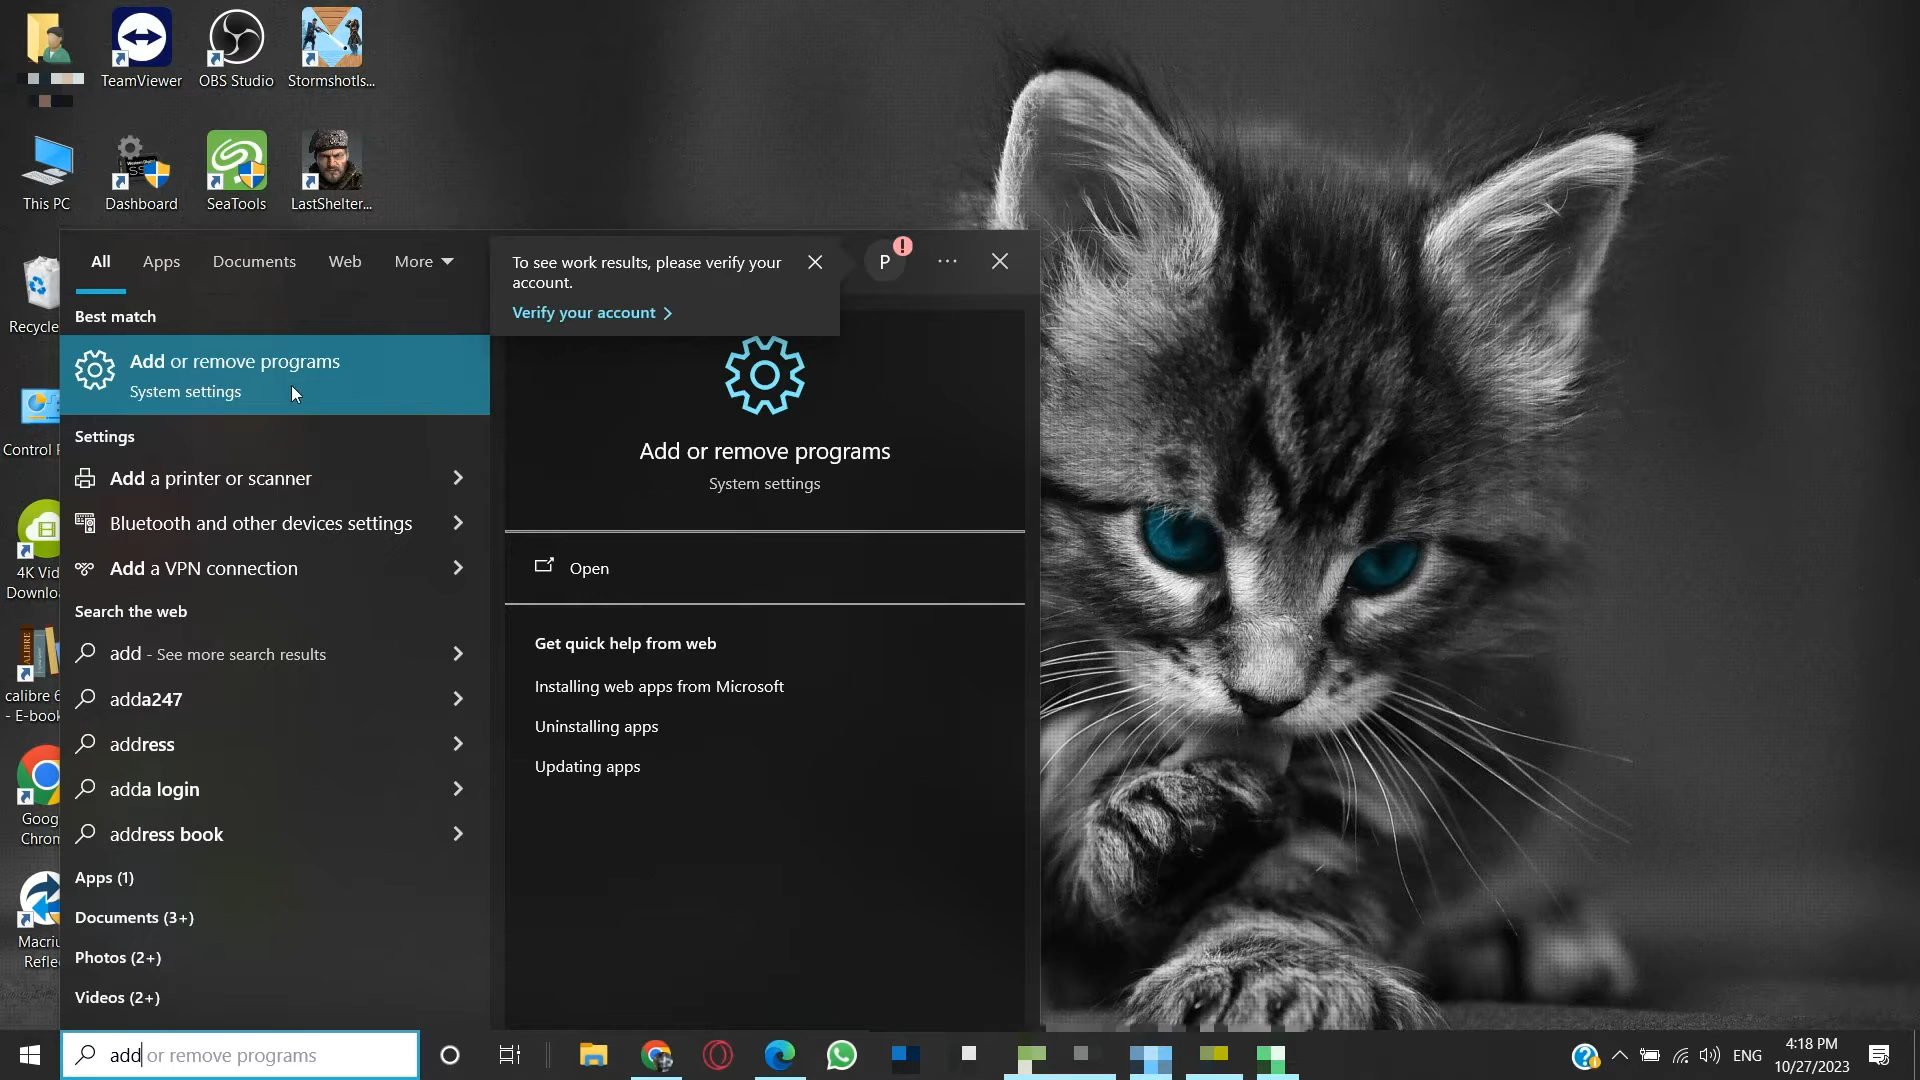 TeamViewer
OBS Studio
StormshotIs...
This PC
Dashboard
SeaTools
LastShelter...
Recycle
Control
4K Vid
Downlo
CALIBRE
calibre 6
- E-book
Goog
Chron
Macriu
Refle
All
Apps
Documents
Web
More
Best match
Add or remove programs
System settings
Settings
Add a printer or scanner
Bluetooth and other devices settings
Add a VPN connection
Search the web
add - See more search results
adda247
address
adda login
address book
Apps (1)
Documents (3+)
Photos (2+)
Videos (2+)
To see work results, please verify your
account.
Verify your account
P
Add or remove programs
System settings
Open
Get quick help from web
Installing web apps from Microsoft
Uninstalling apps
Updating apps
add or remove programs
ENG
4:18 PM
10/27/2023